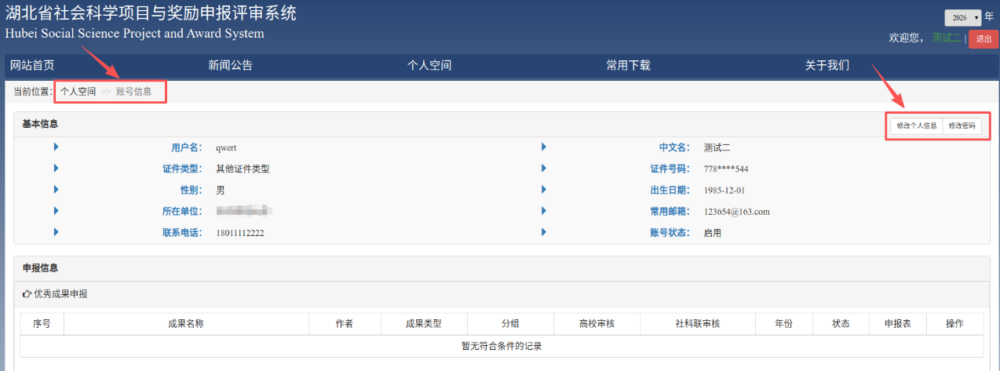 湖北省社会科学项目与奖励申报评审系统
Hubei Social Science Project and Award System
2026 年
欢迎您， 测试二 | 退出
网站首页 新闻公告 个人空间 常用下载 关于我们
当前位置： 个人空间 >> 账号信息
基本信息 修改个人信息 修改密码
用户名： qwert 中文名： 测试二
证件类型： 其他证件类型 证件号码： 778****544
性别： 男 出生日期： 1985-12-01
所在单位： 常用邮箱： 123654@163.com
联系电话： 18011112222 账号状态： 启用
申报信息
优秀成果申报
序号 成果名称 作者 成果类型 分组 高校审核 社科联审核 年份 状态 申报表 操作
暂无符合条件的记录